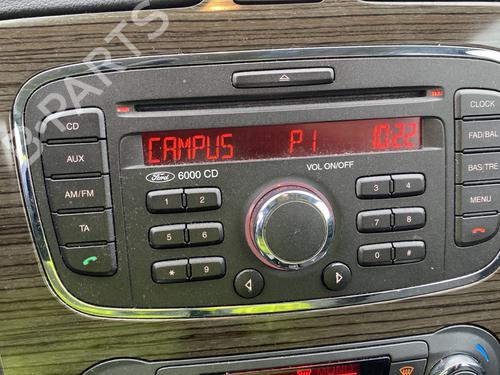 B-PARTS
CD
AUX
AM/FM
TA
CAMPUS P1 10:22
Ford 6000 CD
VOL ON/OFF
1 2
3 4
5 6
7 8
* 9
0 #
CLOCK
FAD/BAL
BAS/TRE
MENU